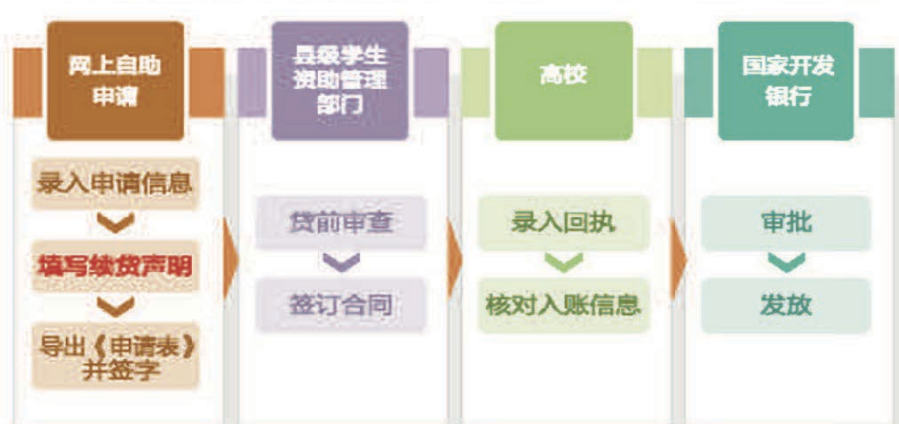 网上自助
申请
录入申请信息
填写续贷声明
导出《申请表》
并签字
县级学生
资助管理
部门
贷前审查
签订合同
高校
录入回执
核对入账信息
国家开发
银行
审批
发放